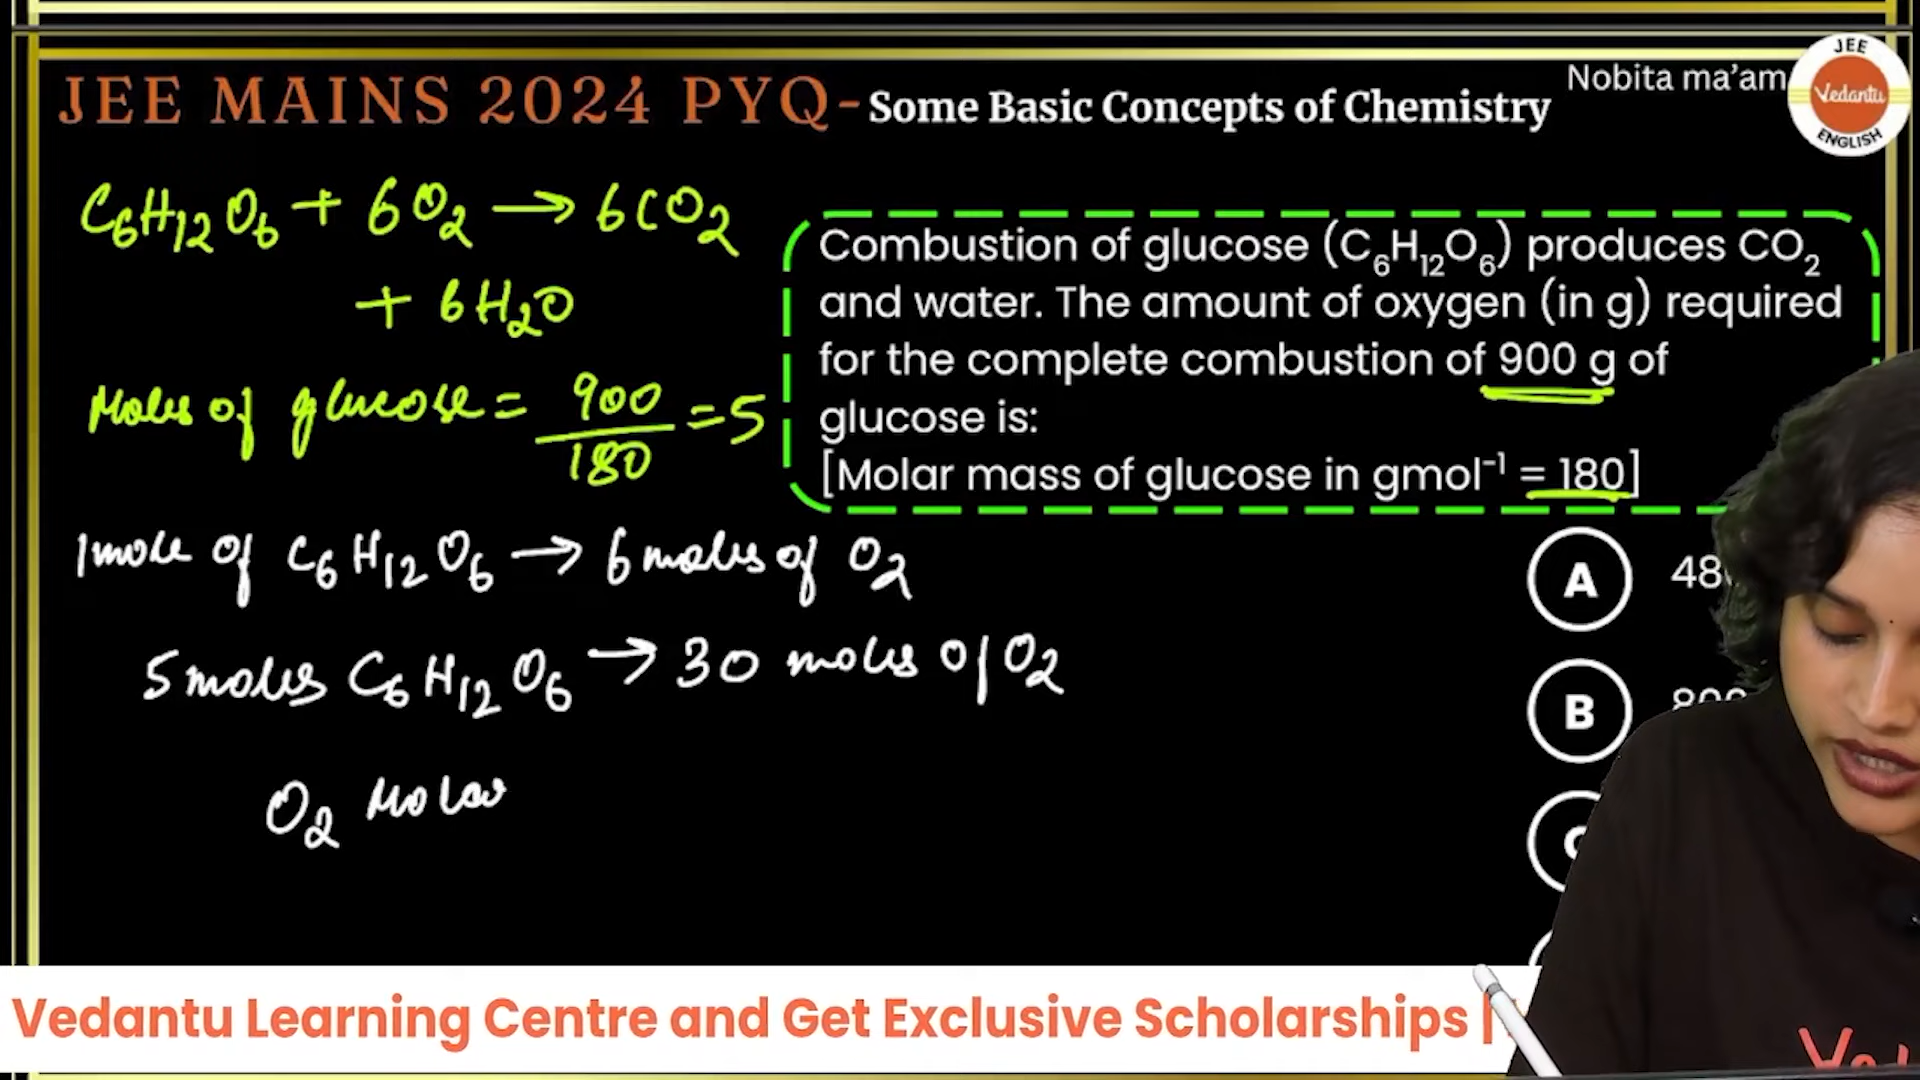 JEE MAINS 2024 PYQ- Some Basic Concepts of Chemistry
Nobita ma'am
JEE
Vedantu
ENGLISH
C₆H₁₂O₆ + 6O₂ → 6CO₂
+ 6H₂O
Moles of glucose = 900/180 = 5
1 mole of C₆H₁₂O₆ → 6 moles of O₂
5 moles C₆H₁₂O₆ → 30 moles of O₂
O₂ Molar
Combustion of glucose (C₆H₁₂O₆) produces CO₂
and water. The amount of oxygen (in g) required
for the complete combustion of 900 g of
glucose is:
[Molar mass of glucose in gmol⁻¹ = 180]
A 48
B
Vedantu Learning Centre and Get Exclusive Scholarships |